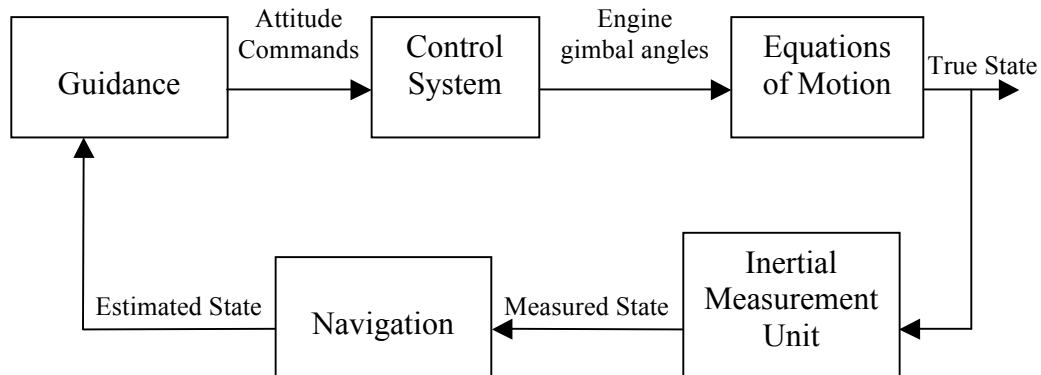 Guidance
Attitude
Commands
Control
System
Engine
gimbal angles
Equations
of Motion
True State
Inertial
Measurement
Unit
Measured State
Navigation
Estimated State